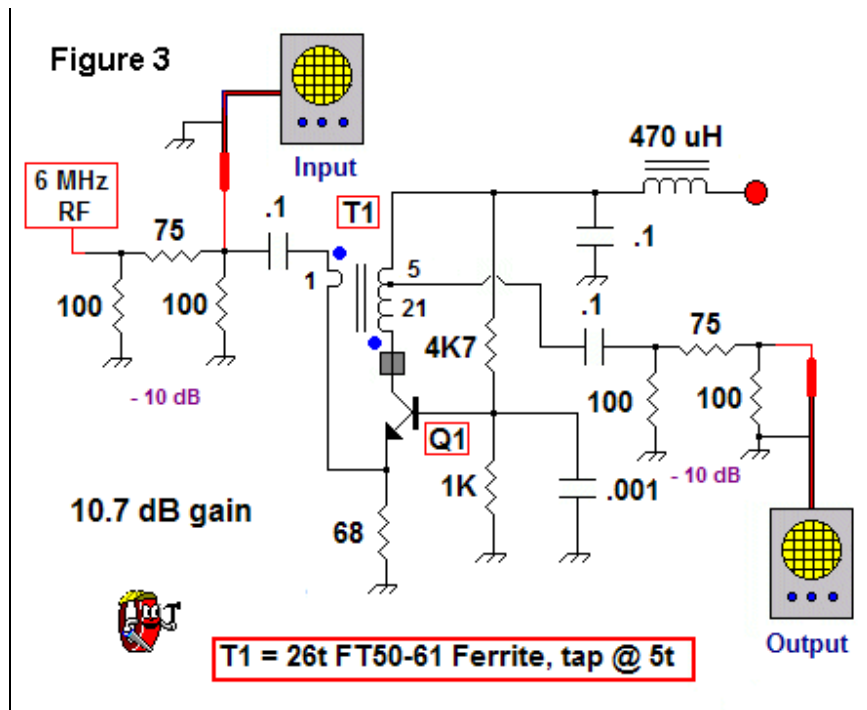 Figure 3
Input
470 uH
6 MHz
RF
75
.1
T1
.1
1
5
21
.1
100
100
4K7
75
100
100
- 10 dB
Q1
1K
.001
- 10 dB
10.7 dB gain
68
Output
T1 = 26t FT50-61 Ferrite, tap @ 5t